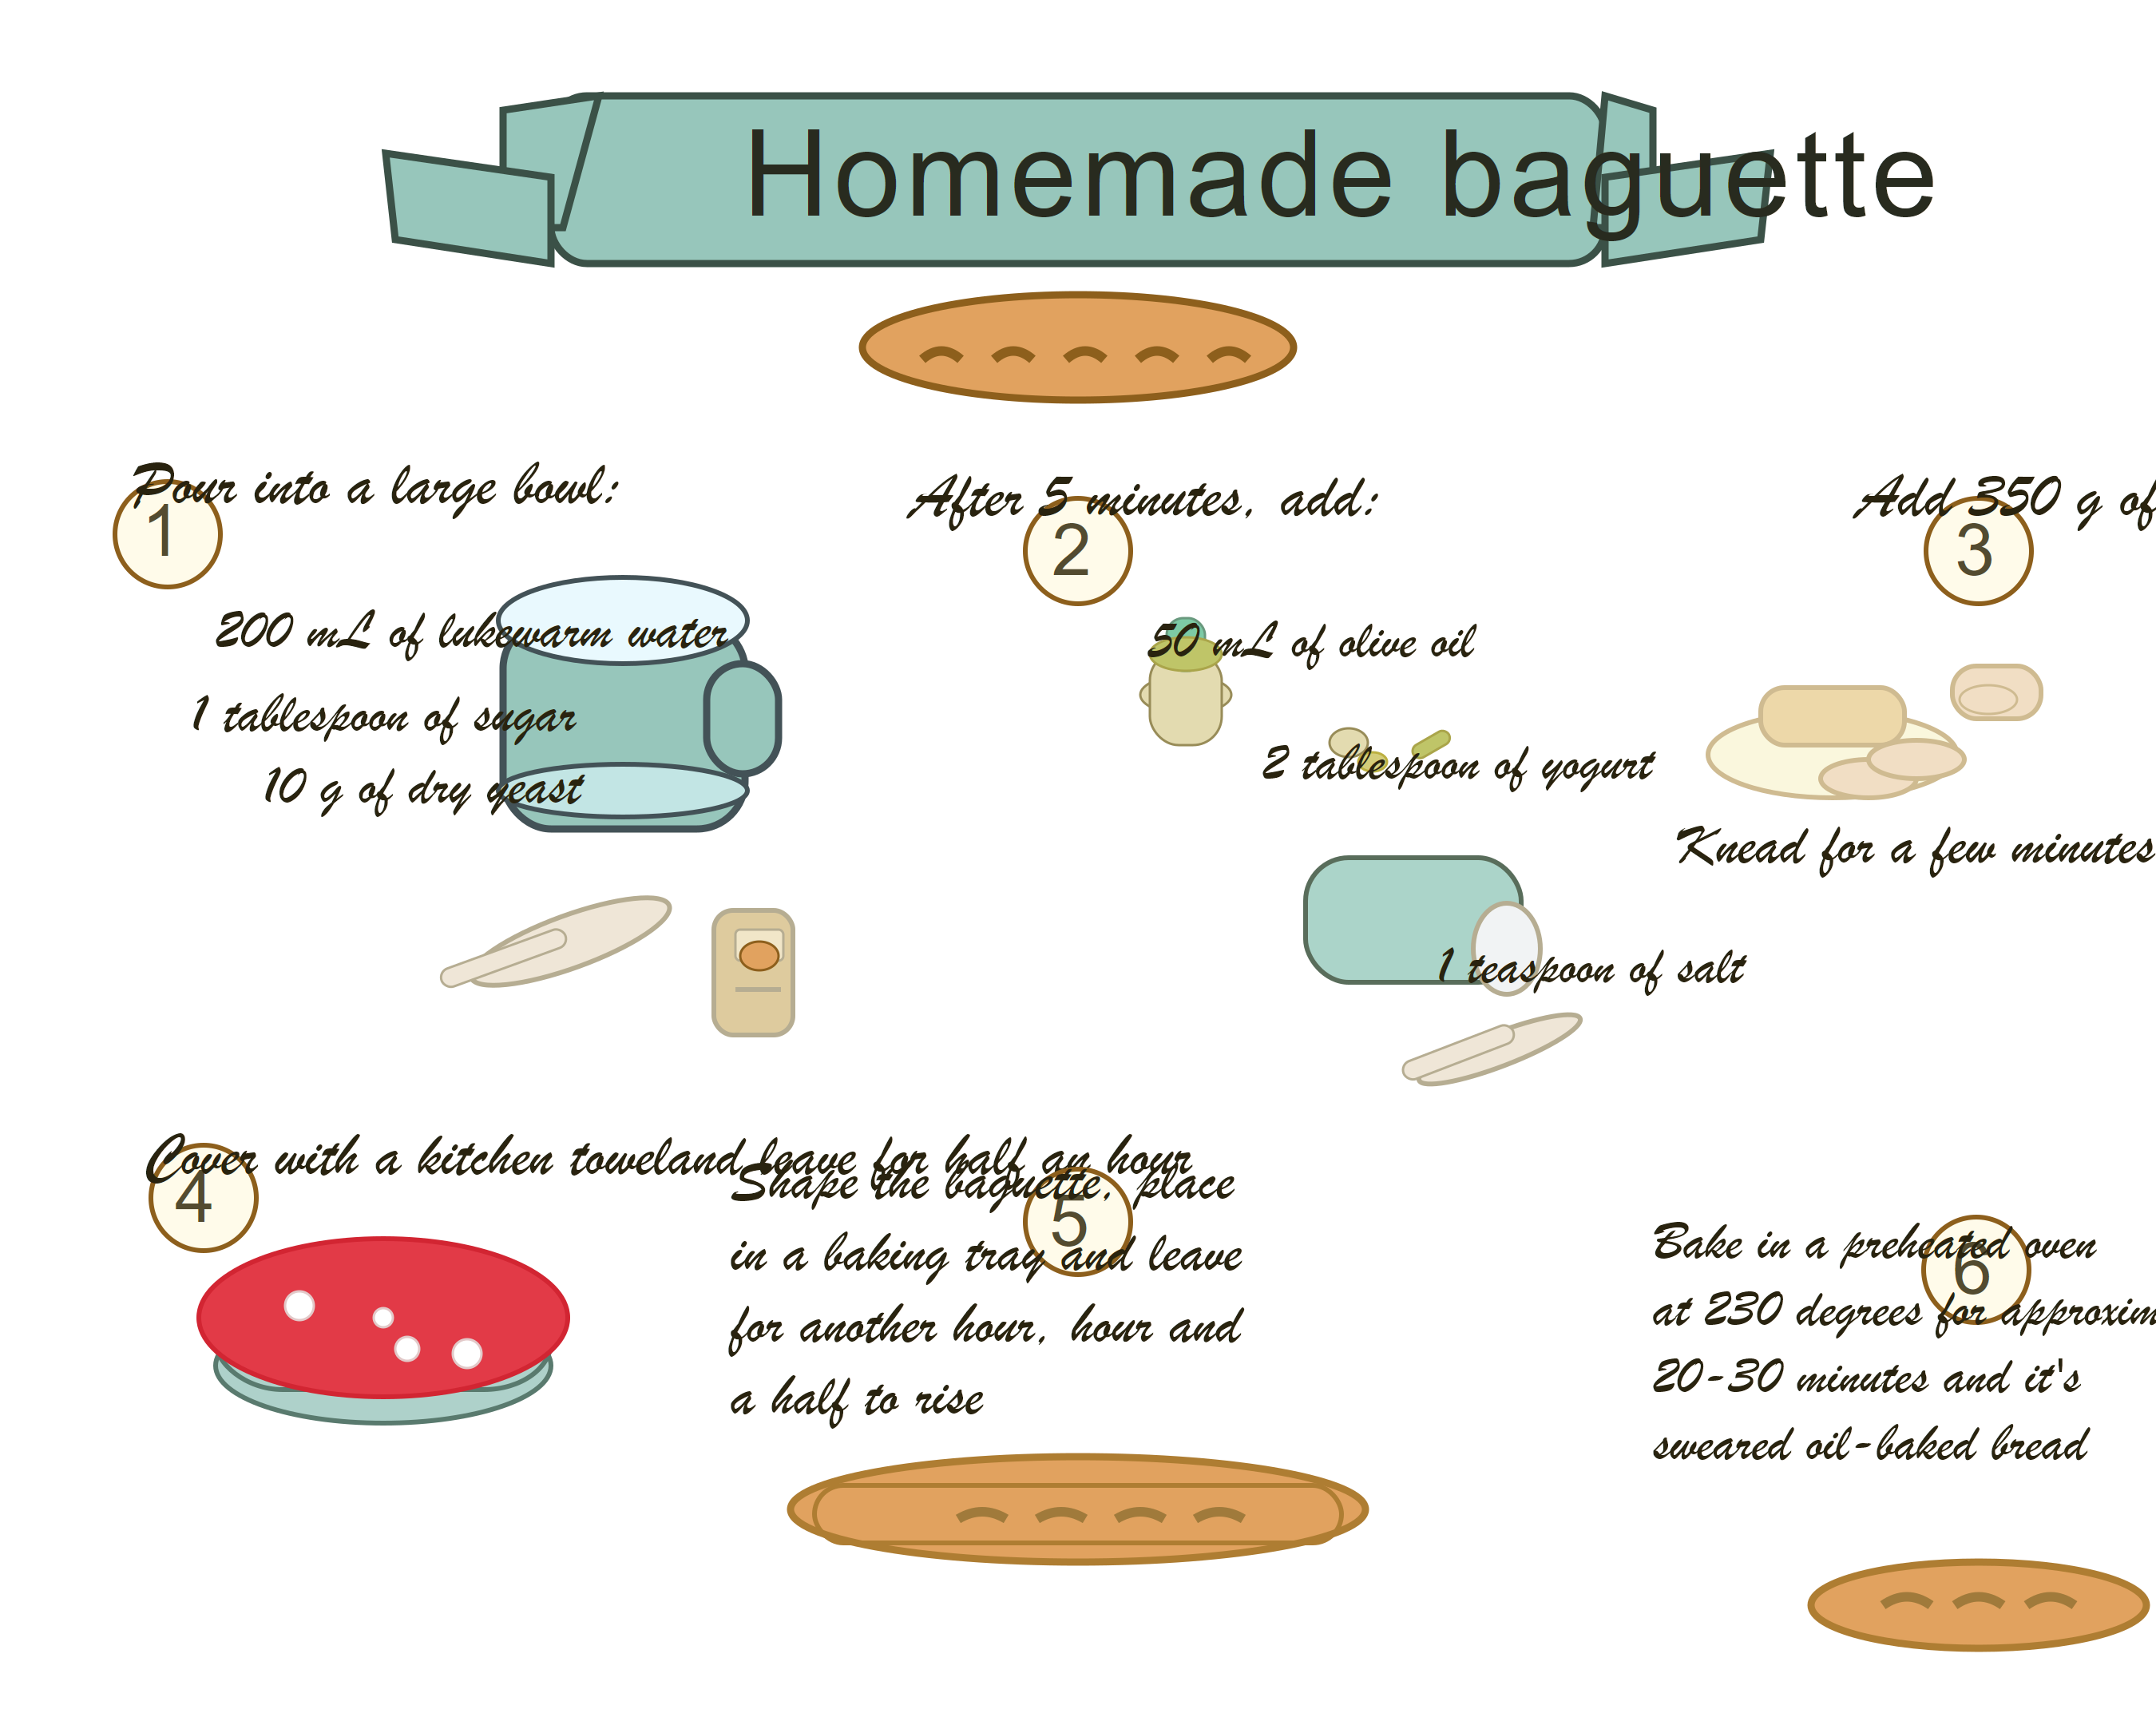 Homemade baguette
1
Pour into a large bowl:
200 mL of lukewarm water
1 tablespoon of sugar
10 g of dry yeast
2
After 5 minutes, add:
50 mL of olive oil
2 tablespoon of yogurt
1 teaspoon of salt
3
Add 350 g of
Knead for a few minutes
4
Cover with a kitchen toweland leave for half an hour
5
Shape the baguette, place
in a baking tray and leave
for another hour, hour and
a half to rise
6
Bake in a preheated oven
at 230 degrees for approxim
20-30 minutes and it's
sweared oil-baked bread